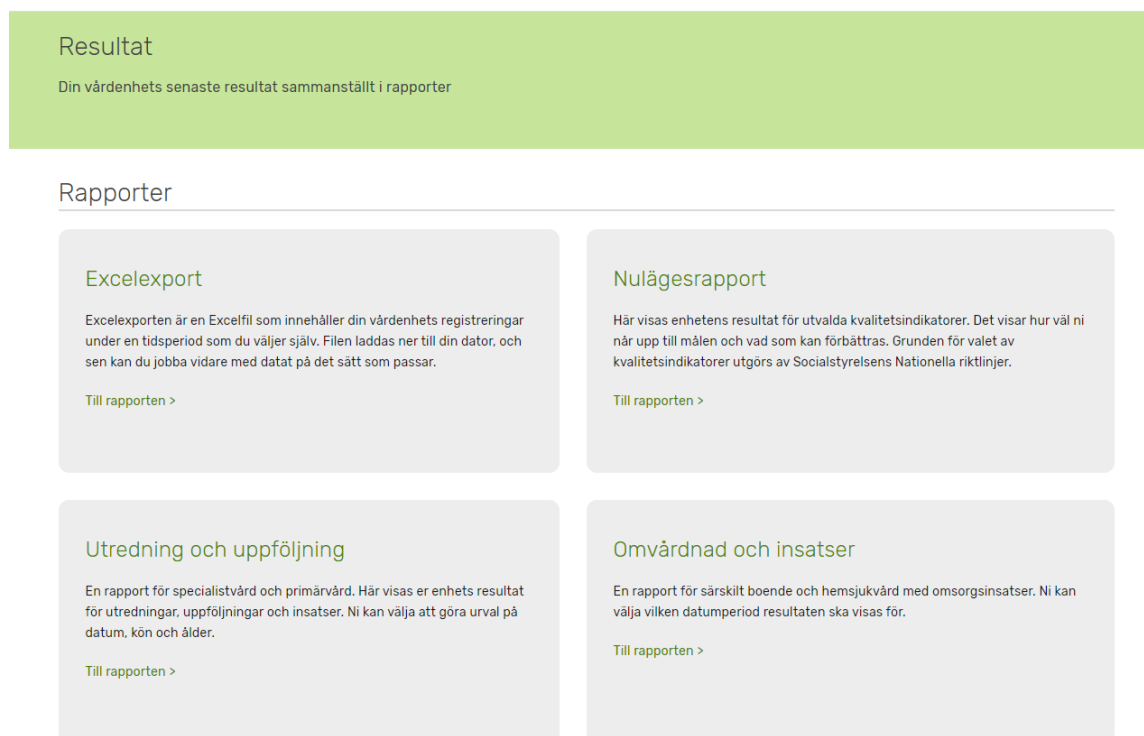 Resultat
Din vårdenhets senaste resultat sammanställt i rapporter
Rapporter
Excelexport
Excelexporten är en Excelfil som innehåller din vårdenhets registreringar
under en tidsperiod som du väljer själv. Filen laddas ner till din dator, och
sen kan du jobba vidare med datat på det sätt som passar.
Till rapporten >
Nulägesrapport
Här visas enhetens resultat för utvalda kvalitetsindikatorer. Det visar hur väl ni
når upp till målen och vad som kan förbättras. Grunden för valet av
kvalitetsindikatorer utgörs av Socialstyrelsens Nationella riktlinjer.
Till rapporten >
Utredning och uppföljning
En rapport för specialistvård och primärvård. Här visas er enhets resultat
för utredningar, uppföljningar och insatser. Ni kan välja att göra urval på
datum, kön och ålder.
Till rapporten >
Omvårdnad och insatser
En rapport för särskilt boende och hemsjukvård med omsorgsinsatser. Ni kan
välja vilken datumperiod resultaten ska visas för.
Till rapporten >